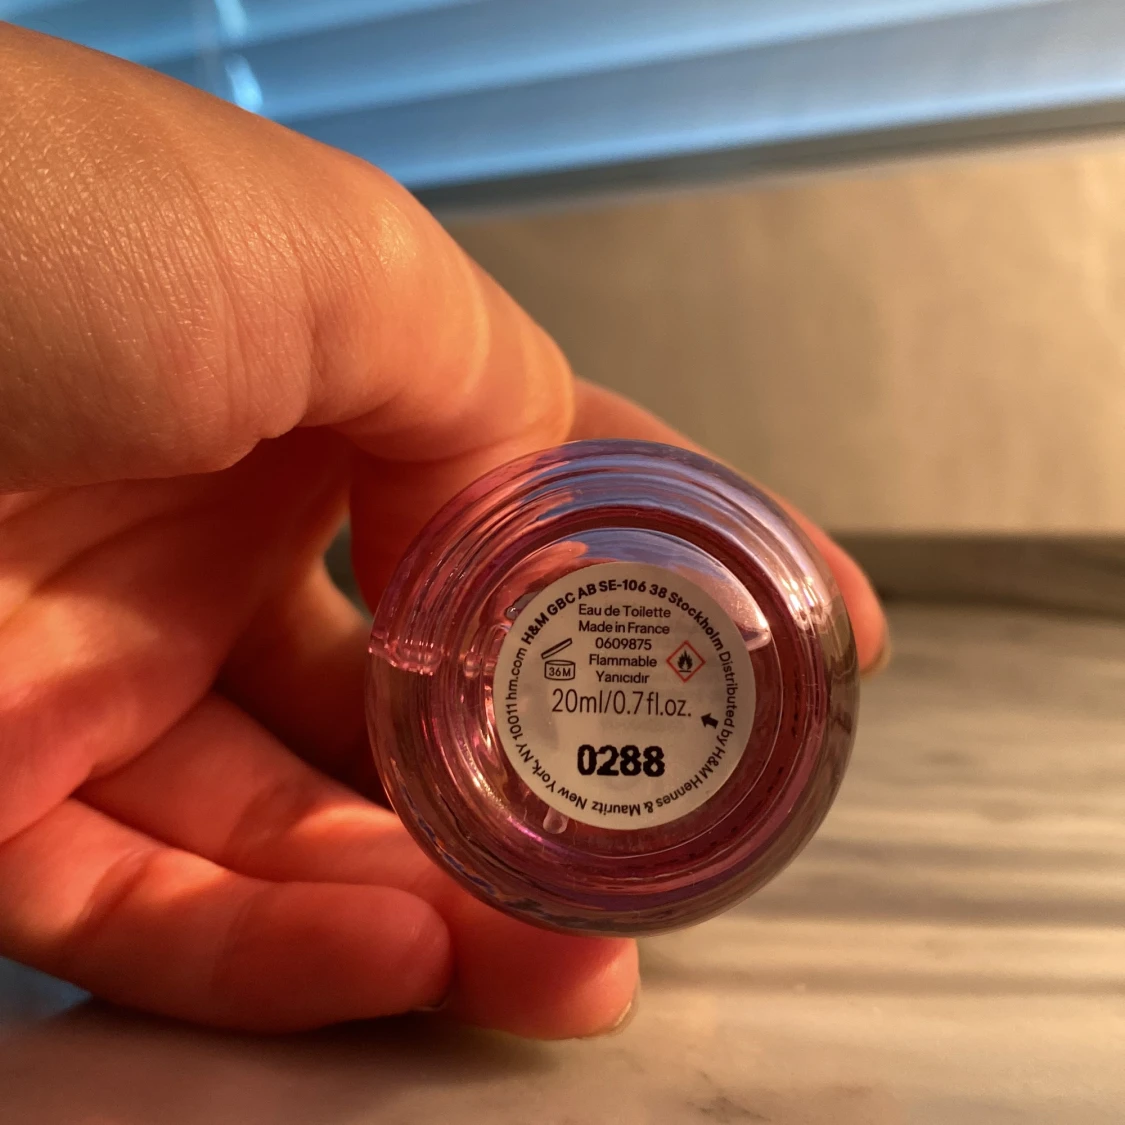 H&M GBC AB SE-106 38 Stockholm Distributed by H&M Hennes & Mauritz New York, NY 10011 hm.com
Eau de Toilette
Made in France
0609875
Flammable
Yanıcıdır
36M
20ml/0.7fl.oz.
0288